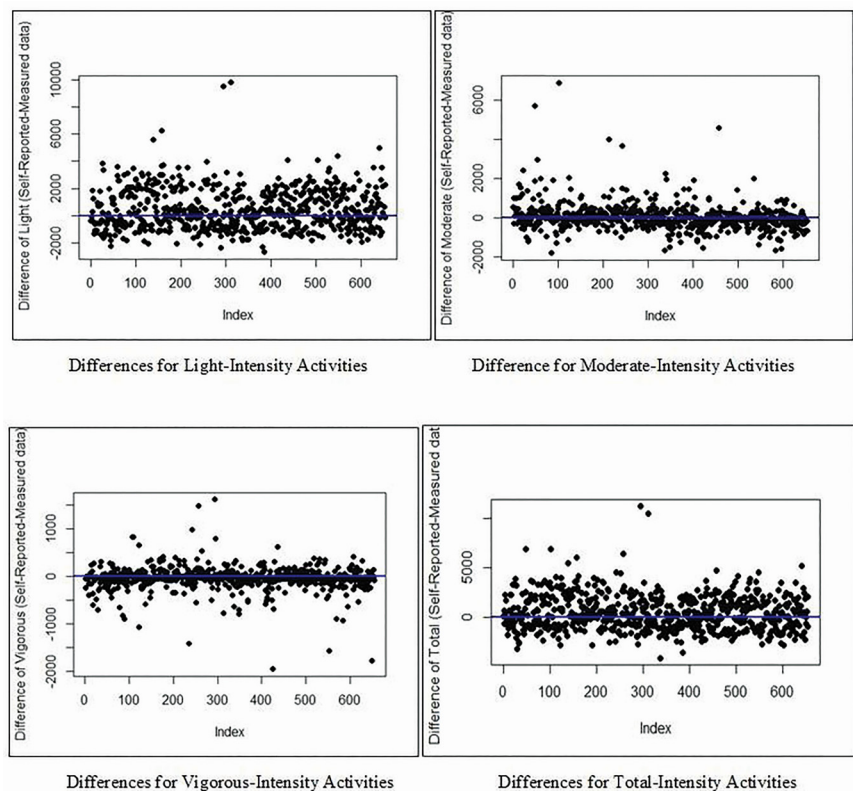 Difference of Light (Self-Reported-Measured data)
10000
6000
2000
-2000
0 100 200 300 400 500 600
Index
Differences for Light-Intensity Activities
Difference of Moderate (Self-Reported-Measured data)
6000
2000
0
-2000
0 100 200 300 400 500 600
Index
Difference for Moderate-Intensity Activities
Difference of Vigorous (Self-Reported-Measured data)
1000
0
-1000
-2000
0 100 200 300 400 500 600
Index
Differences for Vigorous-Intensity Activities
Difference of Total (Self-Reported-Measured dat
5000
0
0 100 200 300 400 500 600
Index
Differences for Total-Intensity Activities